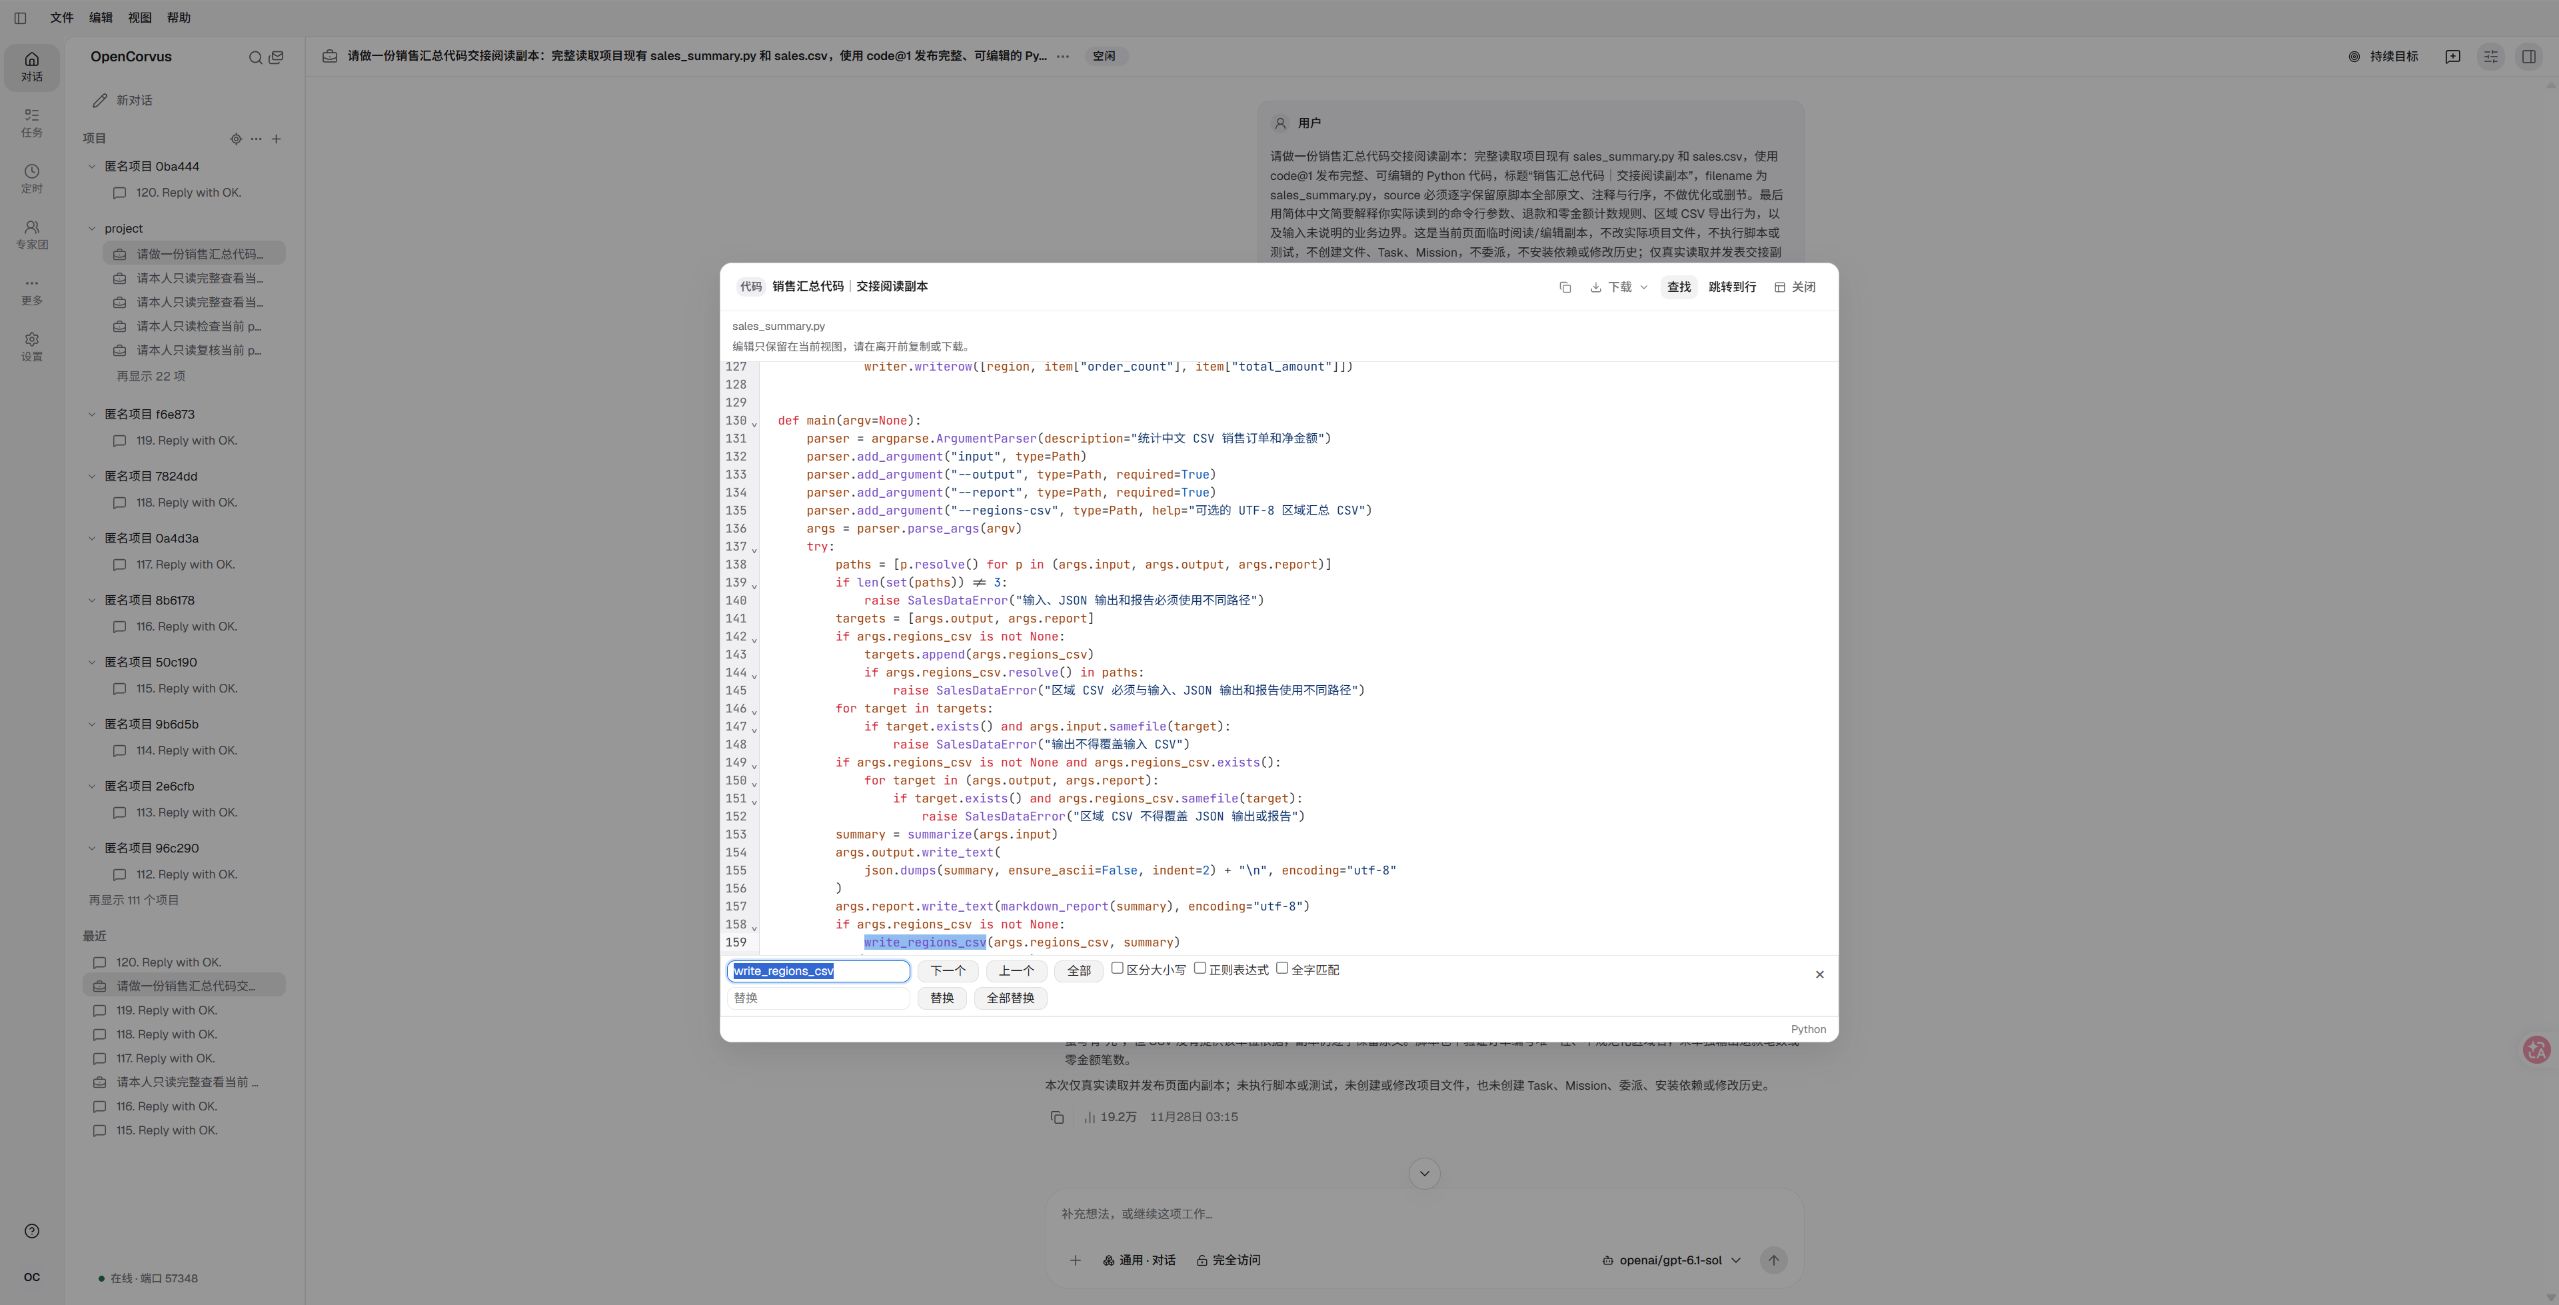 文件 编辑 视图 帮助
对话
任务
定时
专家团
更多
设置
OC
OpenCorvus
新对话
项目
匿名项目 0ba444
120. Reply with OK.
project
请做一份销售汇总代码...
请本人只读完整查看当...
请本人只读完整查看当...
请本人只读检查当前 p...
请本人只读复核当前 p...
再显示 22 项
匿名项目 f6e873
119. Reply with OK.
匿名项目 7824dd
118. Reply with OK.
匿名项目 0a4d3a
117. Reply with OK.
匿名项目 8b6178
116. Reply with OK.
匿名项目 50c190
115. Reply with OK.
匿名项目 9b6d5b
114. Reply with OK.
匿名项目 2e6cfb
113. Reply with OK.
匿名项目 96c290
112. Reply with OK.
再显示 111 个项目
最近
120. Reply with OK.
请做一份销售汇总代码交...
119. Reply with OK.
118. Reply with OK.
117. Reply with OK.
请本人只读完整查看当前 ...
116. Reply with OK.
115. Reply with OK.
在线 · 端口 57348
请做一份销售汇总代码交接阅读副本：完整读取项目现有 sales_summary.py 和 sales.csv，使用 code@1 发布完整、可编辑的 Py... ··· 空闲
持续目标
用户
请做一份销售汇总代码交接阅读副本：完整读取项目现有 sales_summary.py 和 sales.csv，使用
code@1 发布完整、可编辑的 Python 代码，标题“销售汇总代码｜交接阅读副本”，filename 为
sales_summary.py，source 必须逐字保留原脚本全部原文、注释与行序，不做优化或删节。最后
用简体中文简要解释你实际读到的命令行参数、退款和零金额计数规则、区域 CSV 导出行为，以
及输入未说明的业务边界。这是当前页面临时阅读/编辑副本，不改实际项目文件，不执行脚本或
测试，不创建文件、Task、Mission，不委派，不安装依赖或修改历史；仅真实读取并发表交接副
代码 销售汇总代码｜交接阅读副本
下载 查找 跳转到行 关闭
sales_summary.py
编辑只保留在当前视图，请在离开前复制或下载。
127 writer.writerow([region, item["order_count"], item["total_amount"]])
128
129
130 def main(argv=None):
131 parser = argparse.ArgumentParser(description="统计中文 CSV 销售订单和净金额")
132 parser.add_argument("input", type=Path)
133 parser.add_argument("--output", type=Path, required=True)
134 parser.add_argument("--report", type=Path, required=True)
135 parser.add_argument("--regions-csv", type=Path, help="可选的 UTF-8 区域汇总 CSV")
136 args = parser.parse_args(argv)
137 try:
138 paths = [p.resolve() for p in (args.input, args.output, args.report)]
139 if len(set(paths)) != 3:
140 raise SalesDataError("输入、JSON 输出和报告必须使用不同路径")
141 targets = [args.output, args.report]
142 if args.regions_csv is not None:
143 targets.append(args.regions_csv)
144 if args.regions_csv.resolve() in paths:
145 raise SalesDataError("区域 CSV 必须与输入、JSON 输出和报告使用不同路径")
146 for target in targets:
147 if target.exists() and args.input.samefile(target):
148 raise SalesDataError("输出不得覆盖输入 CSV")
149 if args.regions_csv is not None and args.regions_csv.exists():
150 for target in (args.output, args.report):
151 if target.exists() and args.regions_csv.samefile(target):
152 raise SalesDataError("区域 CSV 不得覆盖 JSON 输出或报告")
153 summary = summarize(args.input)
154 args.output.write_text(
155 json.dumps(summary, ensure_ascii=False, indent=2) + "\n", encoding="utf-8"
156 )
157 args.report.write_text(markdown_report(summary), encoding="utf-8")
158 if args.regions_csv is not None:
159 write_regions_csv(args.regions_csv, summary)
write_regions_csv 下一个 上一个 全部 区分大小写 正则表达式 全字匹配
替换 替换 全部替换
Python
零金额笔数。
本次仅真实读取并发布页面内副本；未执行脚本或测试，未创建或修改项目文件，也未创建 Task、Mission、委派、安装依赖或修改历史。
19.2万 11月28日 03:15
补充想法，或继续这项工作...
通用 · 对话 完全访问 openai/gpt-6.1-sol